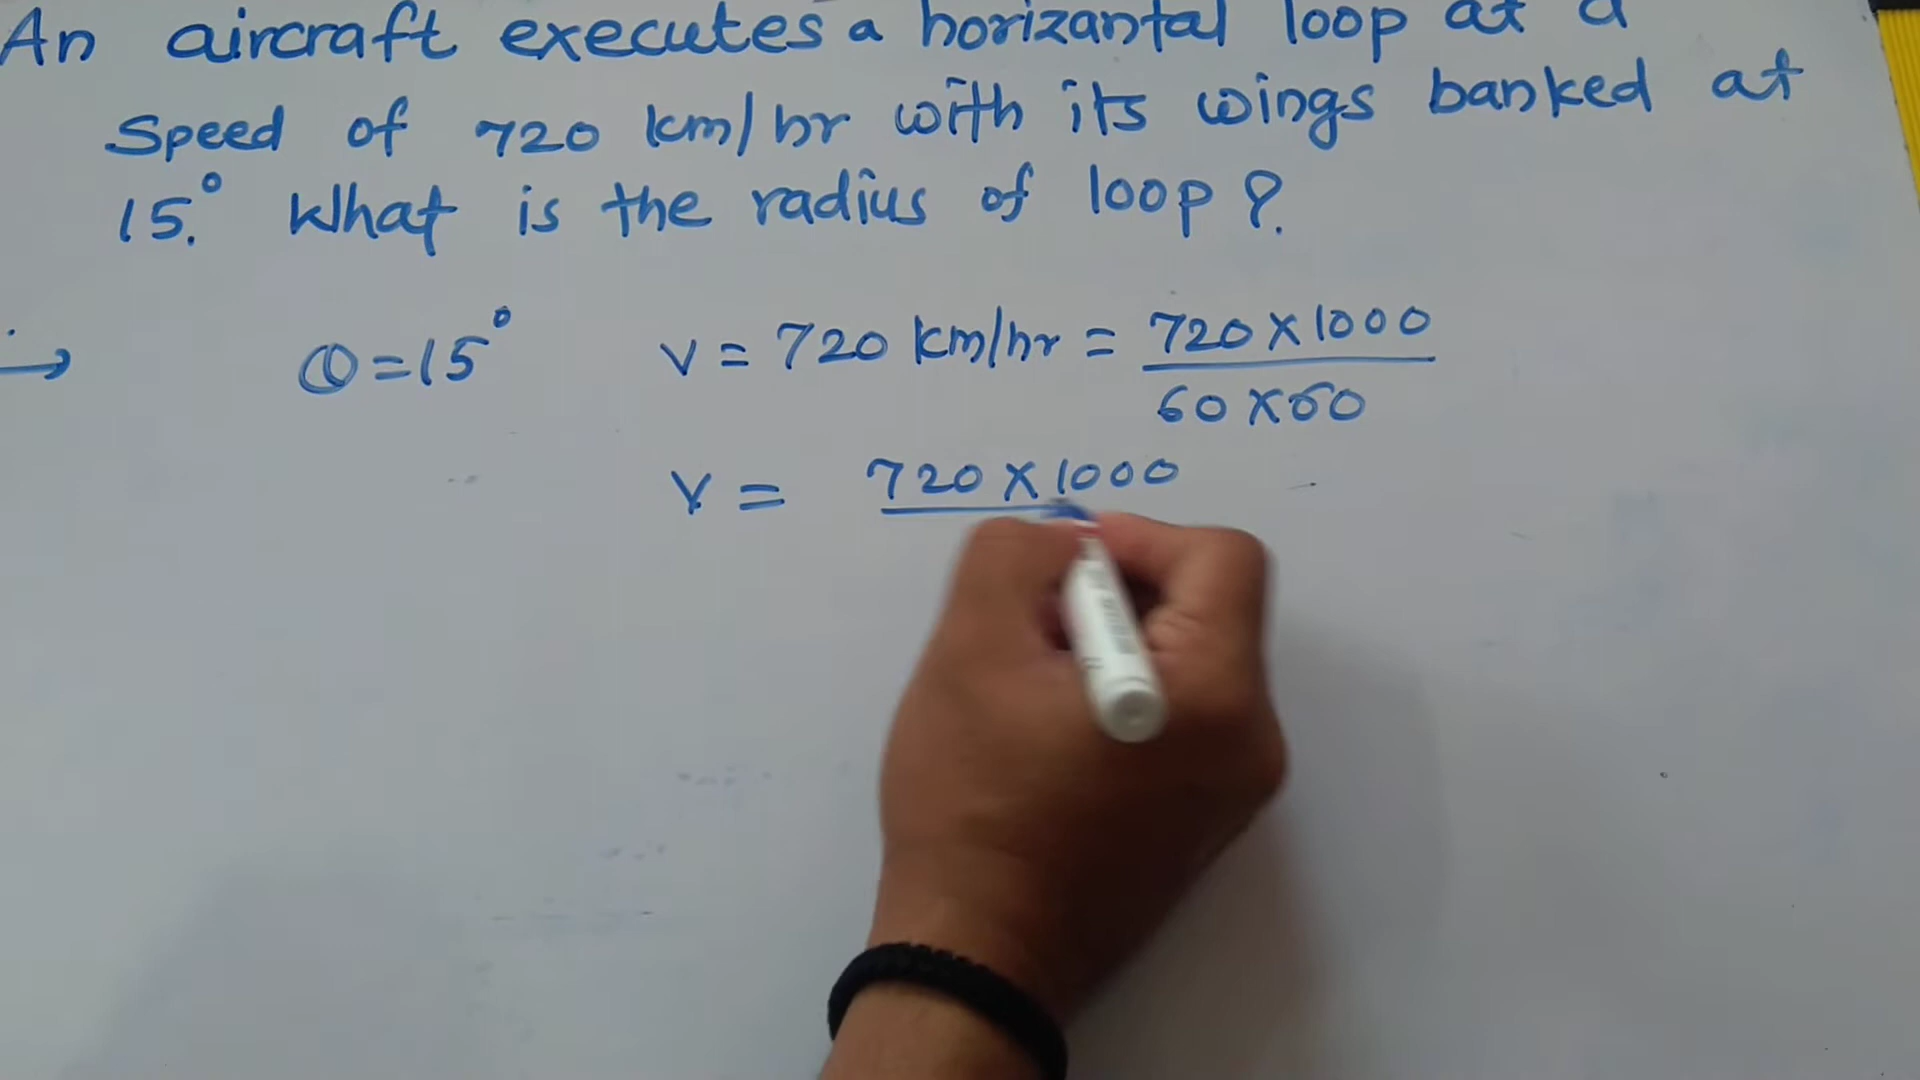 An aircraft executes a horizantal loop at a
Speed of 720 km/hr with its wings banked at
15.° What is the radius of loop ?
→ θ = 15° v = 720 km/hr = 720 × 1000
60 × 60
v = 720 × 1000